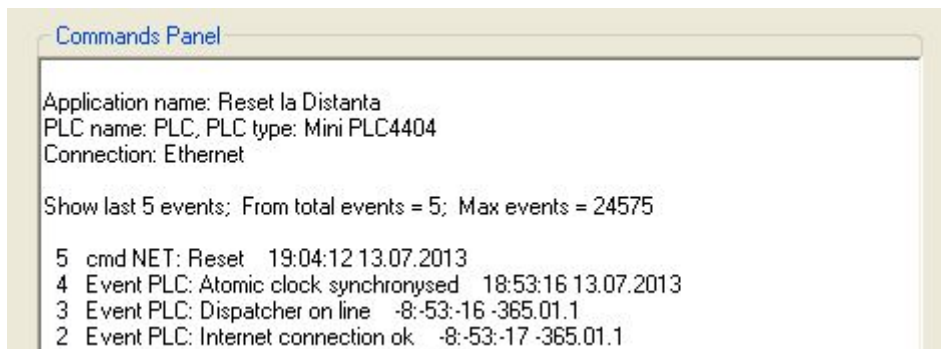 Commands Panel
Application name: Reset la Distanta
PLC name: PLC, PLC type: Mini PLC4404
Connection: Ethernet
Show last 5 events; From total events = 5; Max events = 24575
5 cmd NET: Reset 19:04:12 13.07.2013
4 Event PLC: Atomic clock synchronysed 18:53:16 13.07.2013
3 Event PLC: Dispatcher on line -8:-53:-16 -365.01.1
2 Event PLC: Internet connection ok -8:-53:-17 -365.01.1